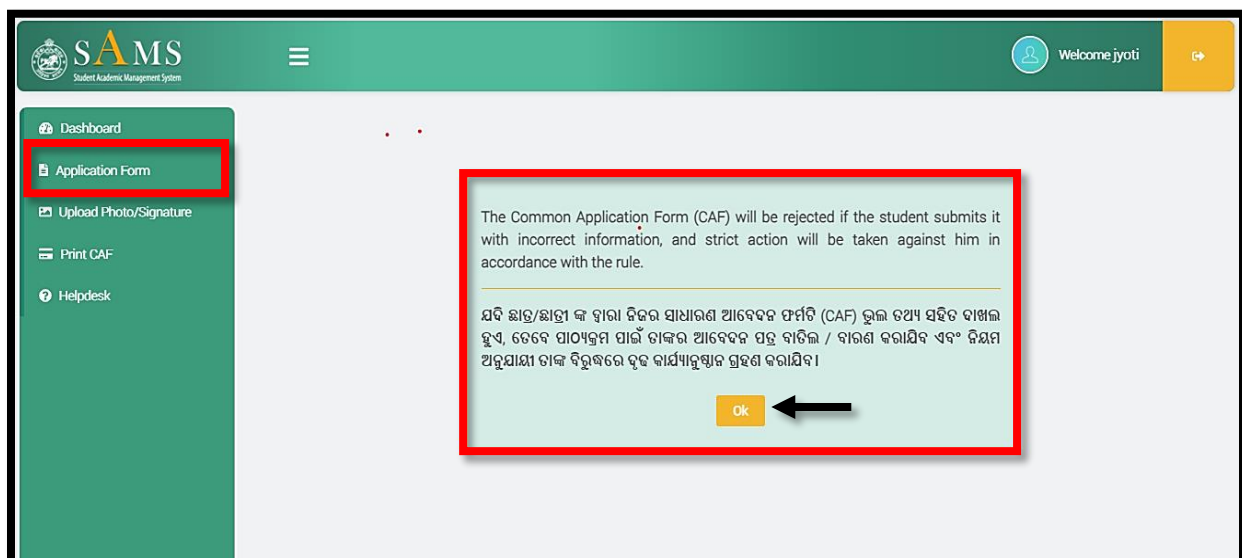 SAMS
Student Academic Management System
Welcome jyoti
Dashboard
Application Form
Upload Photo/Signature
Print CAF
Helpdesk
The Common Application Form (CAF) will be rejected if the student submits it
with incorrect information, and strict action will be taken against him in
accordance with the rule.
ଯଦି ଛାତ୍ର/ଛାତ୍ରୀ ଙ୍କ ଦ୍ୱାରା ନିଜର ସାଧାରଣ ଆବେଦନ ଫର୍ମଟି (CAF) ଭୁଲ ତଥ୍ୟ ସହିତ ଦାଖଲ
ହୁଏ, ତେବେ ପାଠ୍ୟକ୍ରମ ପାଇଁ ତାଙ୍କର ଆବେଦନ ପତ୍ର ବାତିଲ / ବାରଣ କରାଯିବ ଏବଂ ନିୟମ
ଅନୁଯାୟୀ ତାଙ୍କ ବିରୁଦ୍ଧରେ ଦୃଢ କାର୍ଯ୍ୟାନୁଷ୍ଠାନ ଗ୍ରହଣ କରାଯିବ।
Ok